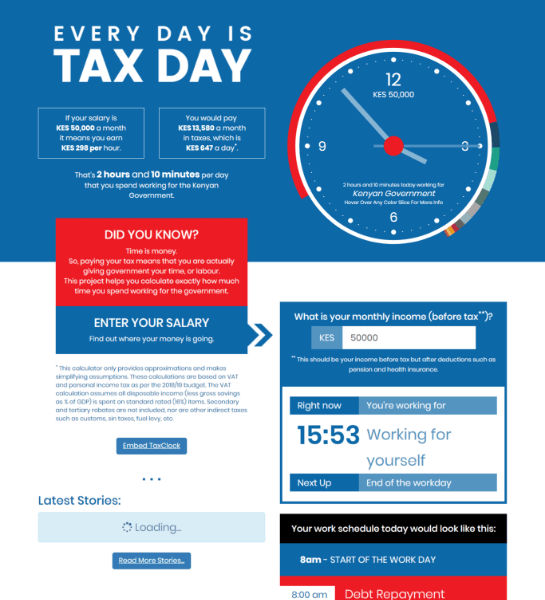 EVERY DAY IS
TAX DAY
If your salary is
KES 50,000 a month
it means you earn
KES 298 per hour.
You would pay
KES 13,580 a month
in taxes, which is
KES 647 a day*.
That's 2 hours and 10 minutes per day
that you spend working for the Kenyan
Government.
12
KES 50,000
9
3
2 hours and 10 minutes today working for
Kenyan Government
Hover Over Any Color Slice For More Info
6
DID YOU KNOW?
Time is money.
So, paying your tax means that you are actually
giving government your time, or labour.
This project helps you calculate exactly how much
time you spend working for the government.
ENTER YOUR SALARY
Find out where your money is going.
* This calculator only provides approximations and makes
simplifying assumptions. These calculations are based on VAT
and personal income tax as per the 2018/19 budget. The VAT
calculation assumes all disposable income (less gross savings
as % of GDP) is spent on standard rated (16%) items. Secondary
and tertiary rebates are not included, nor are other indirect taxes
such as customs, sin taxes, fuel levy, etc.
Embed TaxClock
Latest Stories:
Loading...
Read More Stories..
What is your monthly income (before tax**)?
KES 50000
** This should be your income before tax but after deductions such as
pension and health insurance.
Right now You're working for
15:53 Working for
yourself
Next Up End of the workday
Your work schedule today would look like this:
8am - START OF THE WORK DAY
8:00 am Debt Repayment